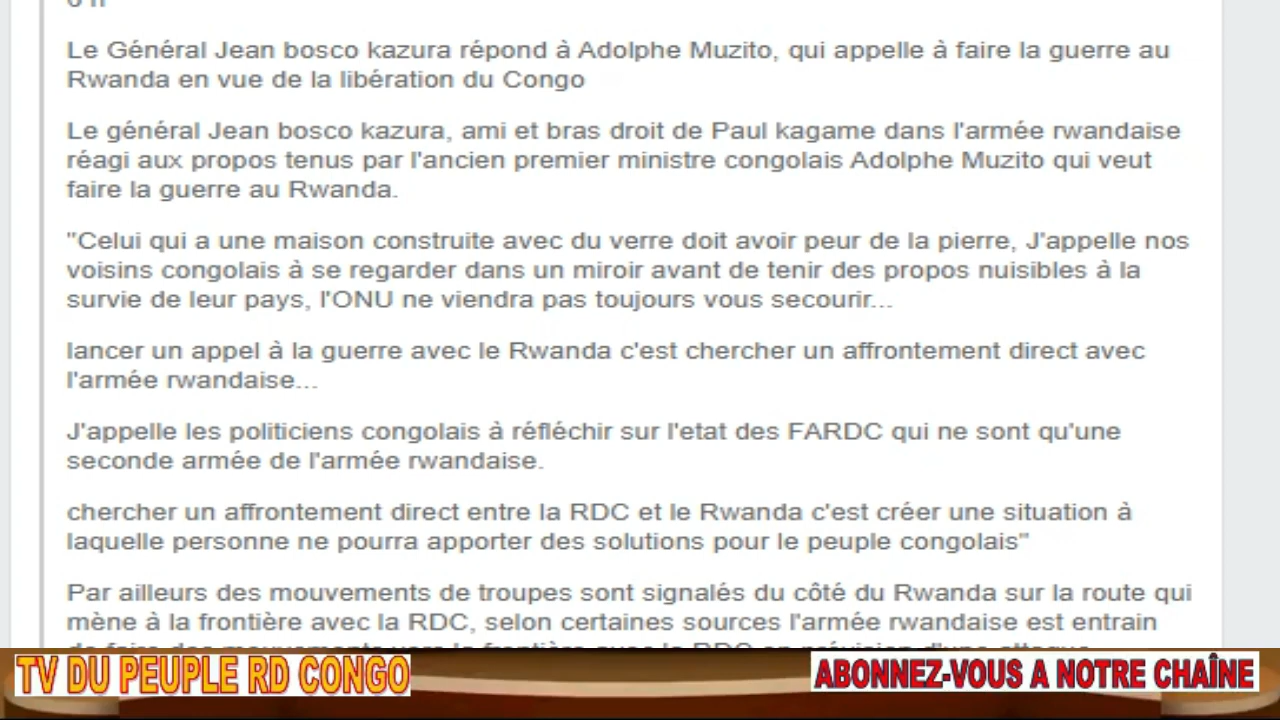 Le Général Jean bosco kazura répond à Adolphe Muzito, qui appelle à faire la guerre au
Rwanda en vue de la libération du Congo
Le général Jean bosco kazura, ami et bras droit de Paul kagame dans l'armée rwandaise
réagi aux propos tenus par l'ancien premier ministre congolais Adolphe Muzito qui veut
faire la guerre au Rwanda.
"Celui qui a une maison construite avec du verre doit avoir peur de la pierre, J'appelle nos
voisins congolais à se regarder dans un miroir avant de tenir des propos nuisibles à la
survie de leur pays, l'ONU ne viendra pas toujours vous secourir...
lancer un appel à la guerre avec le Rwanda c'est chercher un affrontement direct avec
l'armée rwandaise...
J'appelle les politiciens congolais à réfléchir sur l'etat des FARDC qui ne sont qu'une
seconde armée de l'armée rwandaise.
chercher un affrontement direct entre la RDC et le Rwanda c'est créer une situation à
laquelle personne ne pourra apporter des solutions pour le peuple congolais"
Par ailleurs des mouvements de troupes sont signalés du côté du Rwanda sur la route qui
mène à la frontière avec la RDC, selon certaines sources l'armée rwandaise est entrain
TV DU PEUPLE RD CONGO
ABONNEZ-VOUS A NOTRE CHAÎNE